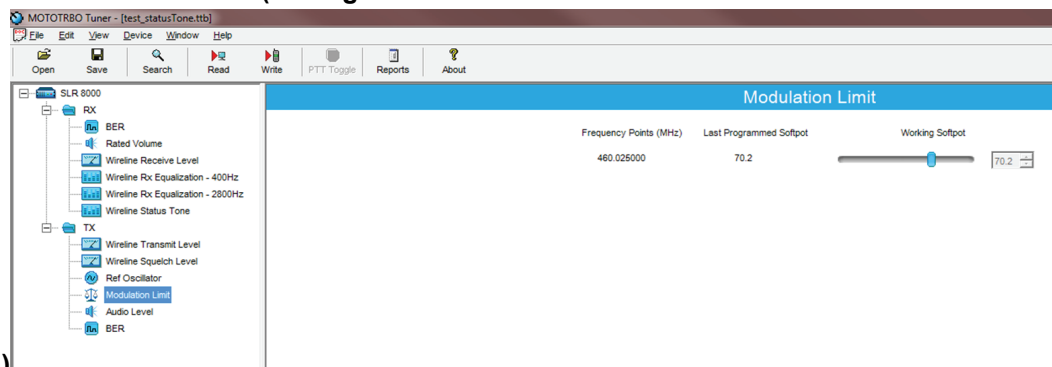 MOTOTRBO Tuner - [test_statusTone.ttb]
File Edit View Device Window Help
Open Save Search Read Write PTT Toggle Reports About
SLR 8000
RX
BER
Rated Volume
Wireline Receive Level
Wireline Rx Equalization - 400Hz
Wireline Rx Equalization - 2800Hz
Wireline Status Tone
TX
Wireline Transmit Level
Wireline Squelch Level
Ref Oscillator
Modulation Limit
Audio Level
BER
)
Modulation Limit
Frequency Points (MHz) Last Programmed Softpot Working Softpot
460.025000 70.2 70.2